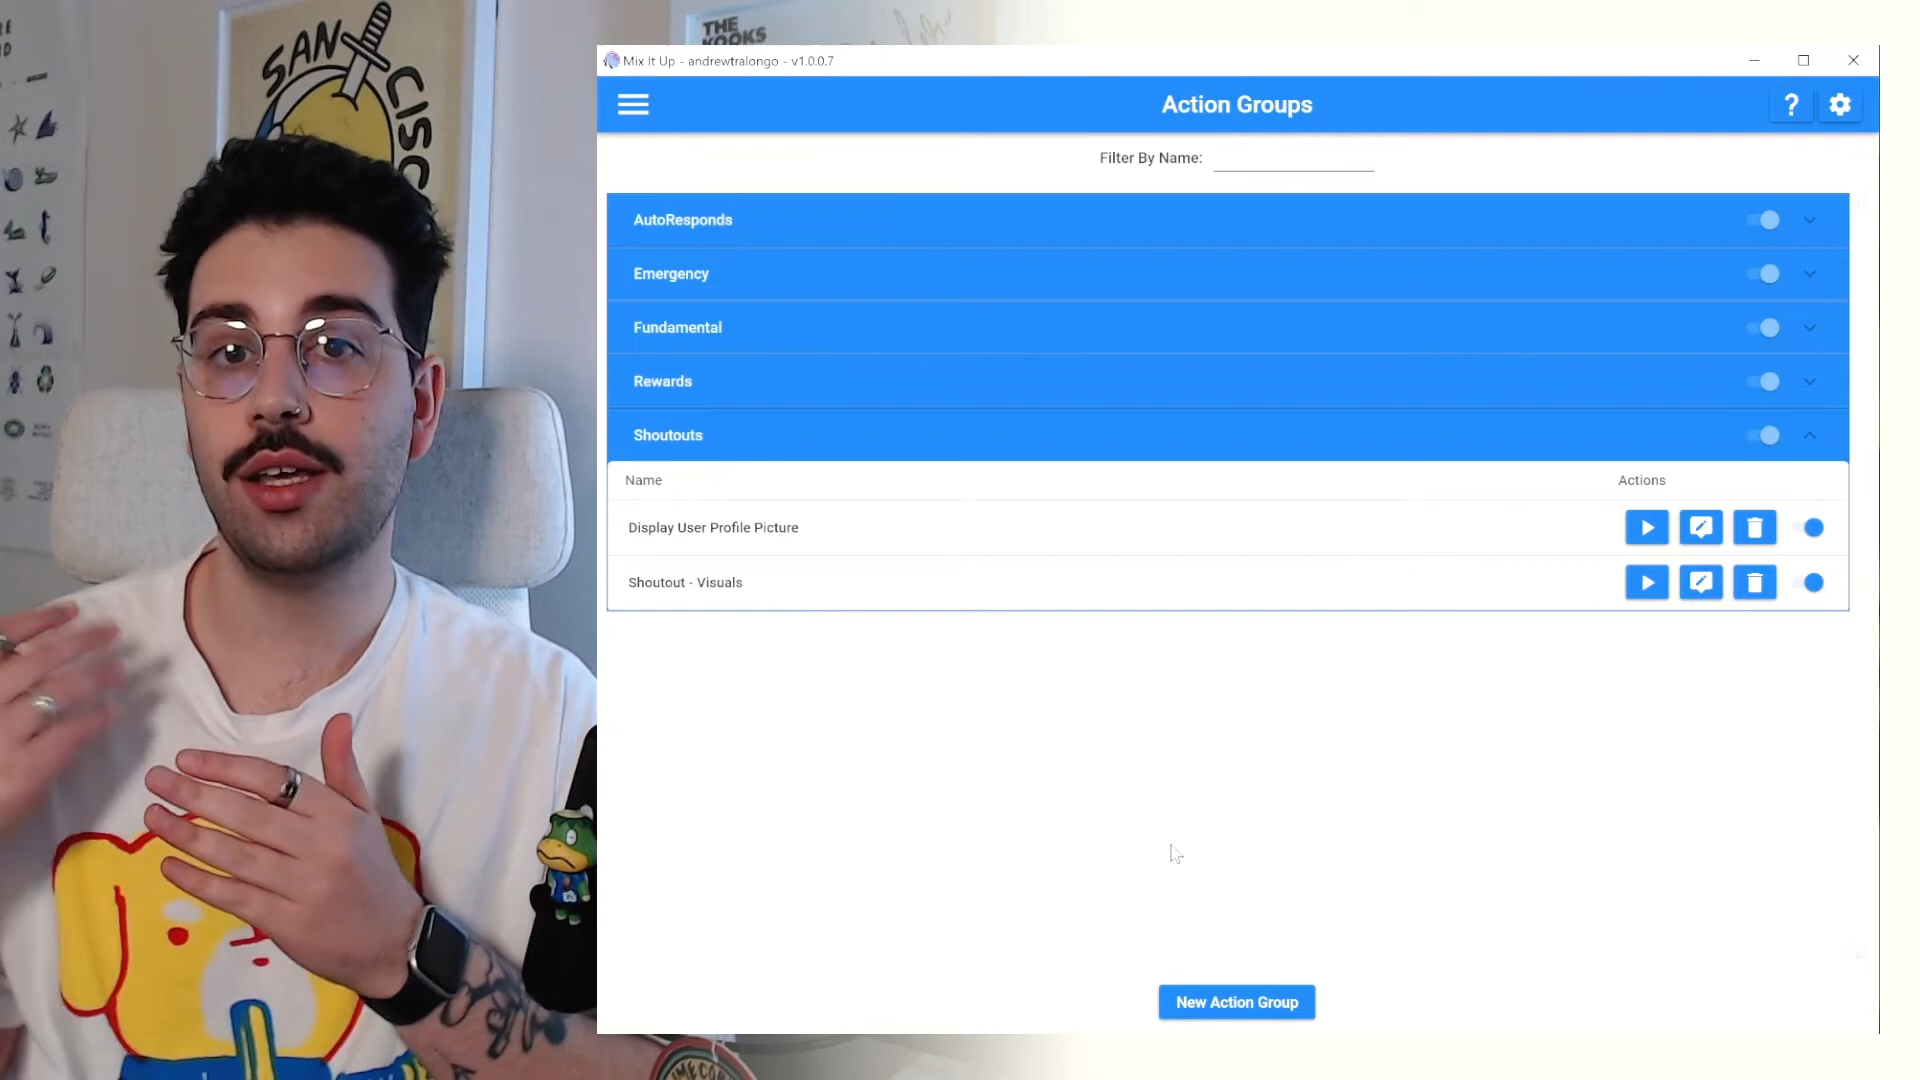 SAN
CISCO
THE
KOOKS
Mix It Up - andrewtralongo - v1.0.0.7
Action Groups
?
Filter By Name:
AutoResponds
Emergency
Fundamental
Rewards
Shoutouts
Name
Actions
Display User Profile Picture
Shoutout - Visuals
New Action Group